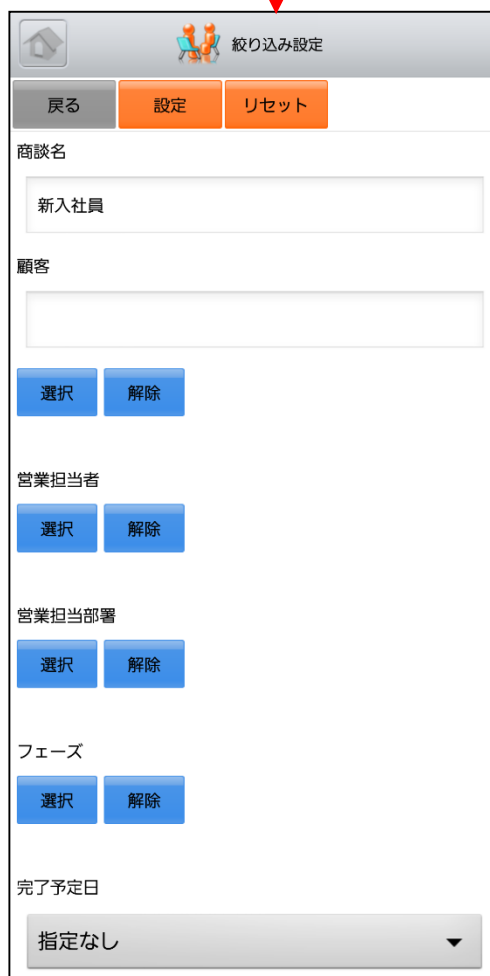 絞り込み設定
戻る 設定 リセット
商談名
新入社員
顧客
選択 解除
営業担当者
選択 解除
営業担当部署
選択 解除
フェーズ
選択 解除
完了予定日
指定なし